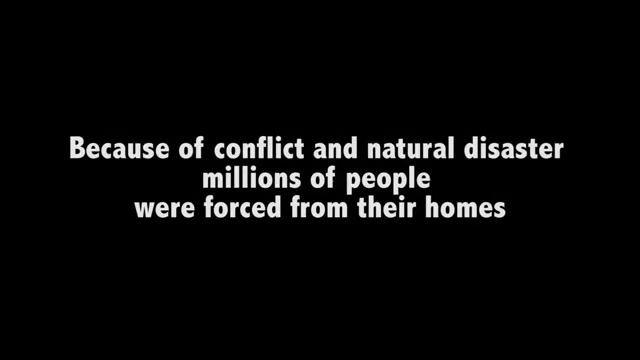 Because of conflict and natural disaster
millions of people
were forced from their homes